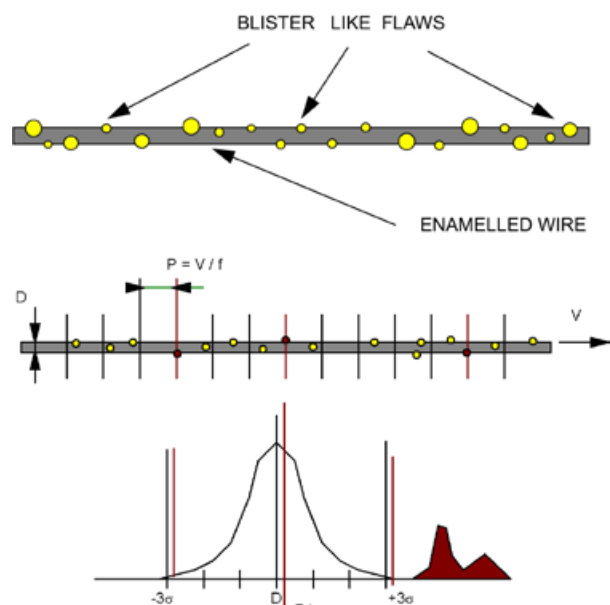 BLISTER LIKE FLAWS
ENAMELLED WIRE
P = V / f
D
V
-3σ
D
+3σ